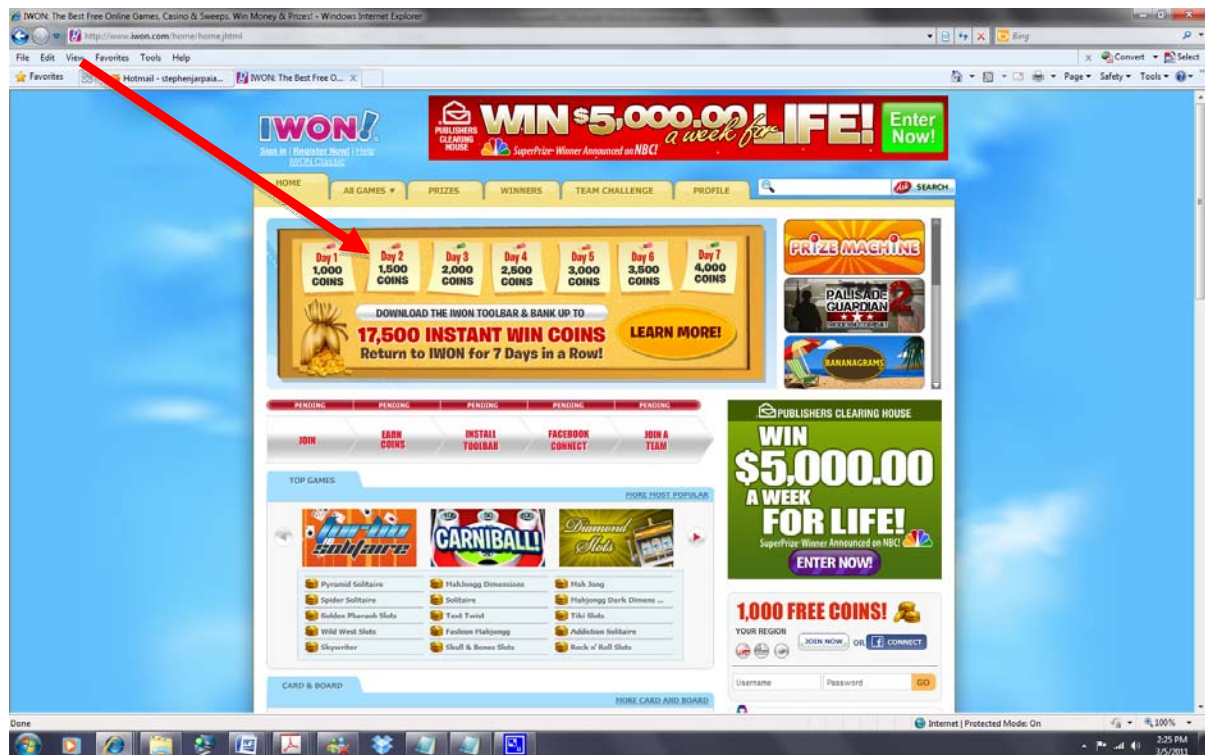 IWON: The Best Free Online Games, Casino & Sweeps. Win Money & Prizes! - Windows Internet Explorer
http://www.iwon.com/home/home.jhtml
Bing
File Edit View Favorites Tools Help
Convert Select
Favorites
Hotmail - stephenjarpaia...
IWON: The Best Free O...
Page Safety Tools
IWON!
Sign in | Register Now! | Help
IWON Classic
PUBLISHERS CLEARING HOUSE
WIN $5,000.00 a week for LIFE!
SuperPrize Winner Announced on NBC!
Enter Now!
HOME
All GAMES
PRIZES
WINNERS
TEAM CHALLENGE
PROFILE
Ask SEARCH
Day 1 1,000 COINS
Day 2 1,500 COINS
Day 3 2,000 COINS
Day 4 2,500 COINS
Day 5 3,000 COINS
Day 6 3,500 COINS
Day 7 4,000 COINS
DOWNLOAD THE IWON TOOLBAR & BANK UP TO
17,500 INSTANT WIN COINS
Return to IWON for 7 Days in a Row!
LEARN MORE!
PRIZE MACHINE
PALISADE GUARDIAN 2
BANANAGRAMS
PENDING PENDING PENDING PENDING PENDING
JOIN
EARN COINS
INSTALL TOOLBAR
FACEBOOK CONNECT
JOIN A TEAM
TOP GAMES
MORE MOST POPULAR
turbo solitaire
CARNIBALL!
Diamond Slots
Pyramid Solitaire
MahJongg Dimensions
Mah Jong
Spider Solitaire
Solitaire
Mahjongg Dark Dimens ...
Golden Pharaoh Slots
Text Twist
Tiki Slots
Wild West Slots
Fashion Mahjongg
Addiction Solitaire
Skywriter
Skull & Bones Slots
Rock n' Roll Slots
CARD & BOARD
MORE CARD AND BOARD
PUBLISHERS CLEARING HOUSE
WIN
$5,000.00
A WEEK
FOR LIFE!
SuperPrize Winner Announced on NBC!
ENTER NOW!
1,000 FREE COINS!
YOUR REGION
JOIN NOW OR f CONNECT
Username
Password
GO
Done
Internet | Protected Mode: On
100%
2:25 PM
3/5/2011